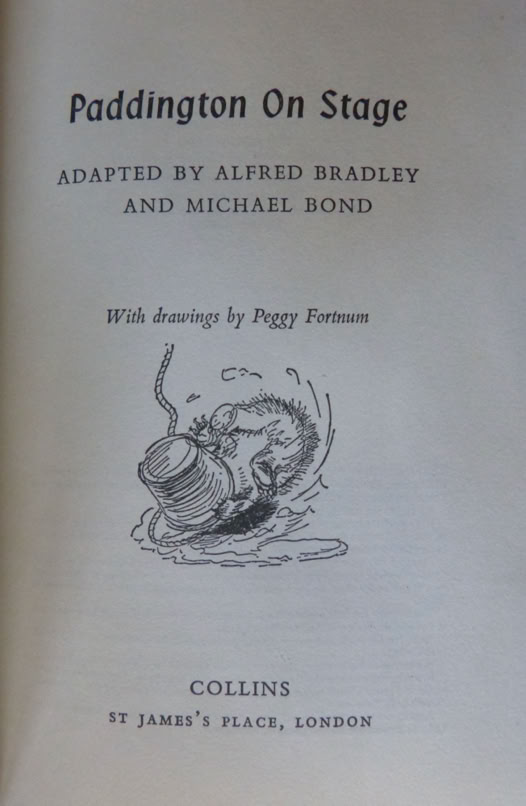 Paddington On Stage
ADAPTED BY ALFRED BRADLEY
AND MICHAEL BOND
With drawings by Peggy Fortnum
COLLINS
ST JAMES'S PLACE, LONDON